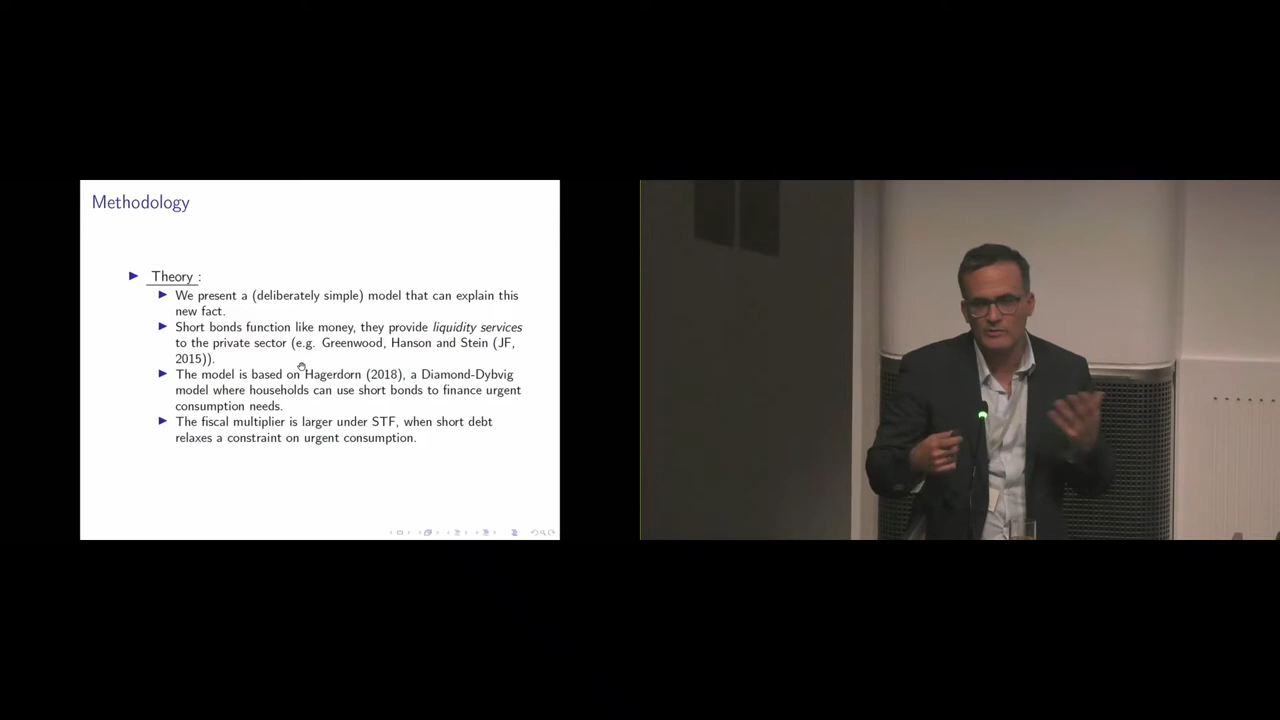 Methodology
Theory :
We present a (deliberately simple) model that can explain this
new fact.
Short bonds function like money, they provide liquidity services
to the private sector (e.g. Greenwood, Hanson and Stein (JF,
2015)).
The model is based on Hagerdorn (2018), a Diamond-Dybvig
model where households can use short bonds to finance urgent
consumption needs.
The fiscal multiplier is larger under STF, when short debt
relaxes a constraint on urgent consumption.